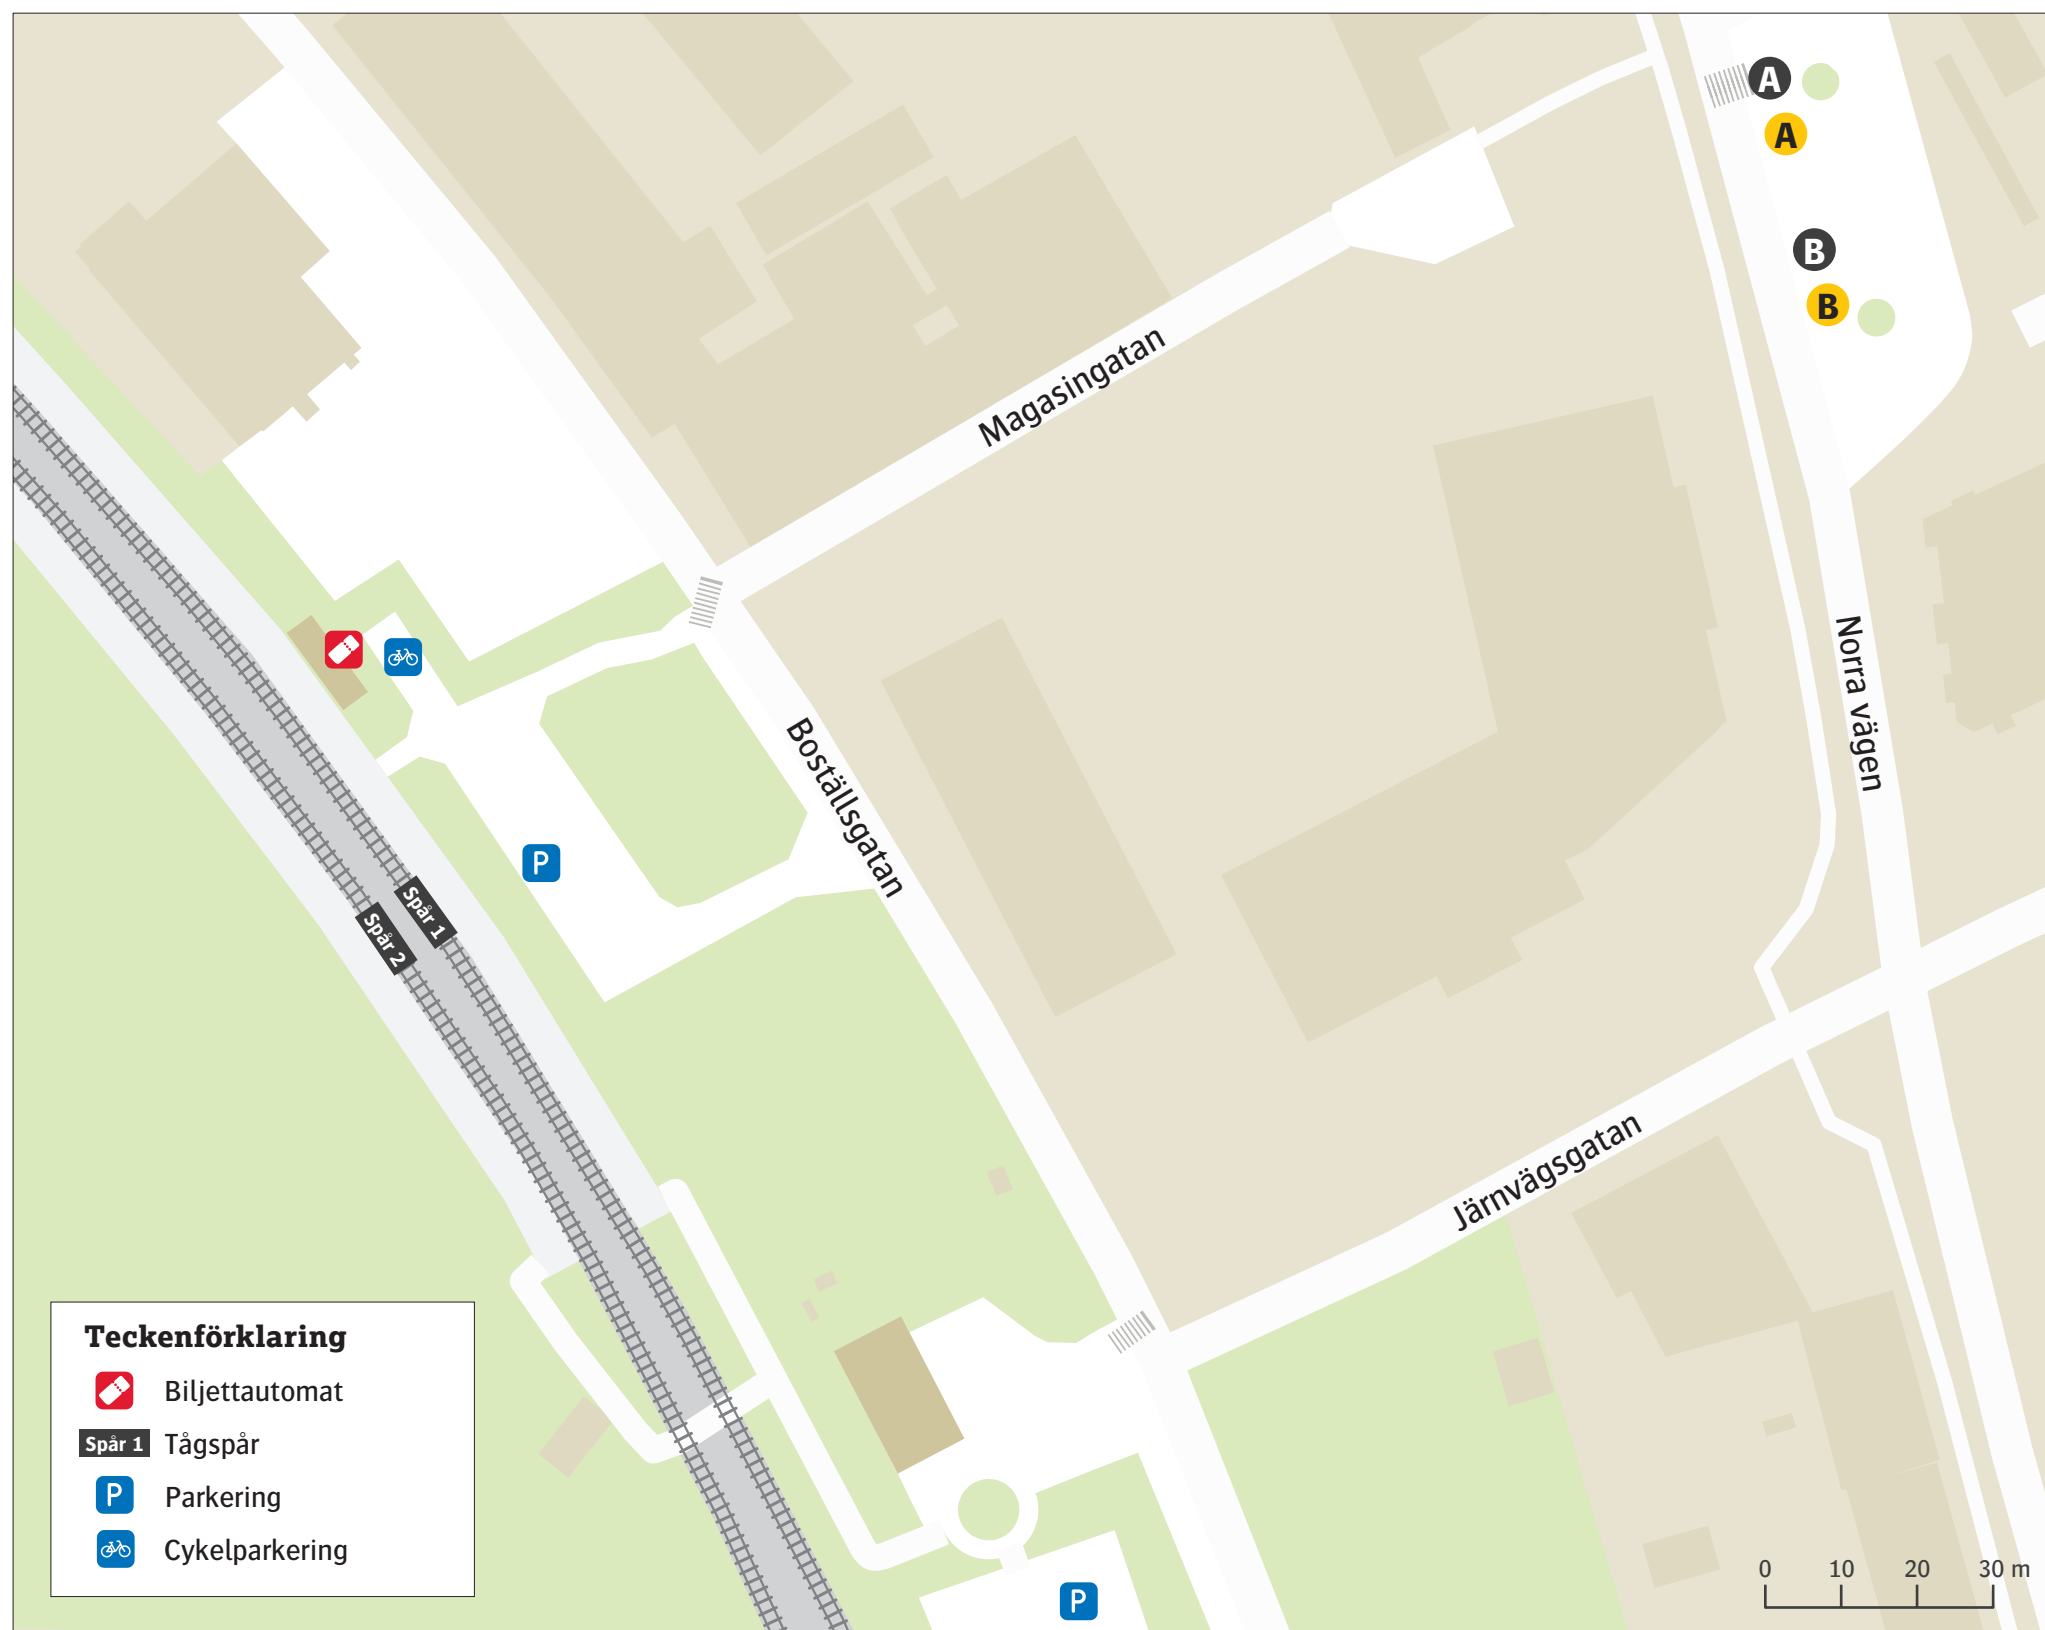 A
A
B
B
Magasingatan
Norra vägen
Boställsgatan
P
Spår 1
Spår 2
Järnvägsgatan
Teckenförklaring
Biljettautomat
Spår 1 Tågspår
P Parkering
Cykelparkering
P
0 10 20 30 m